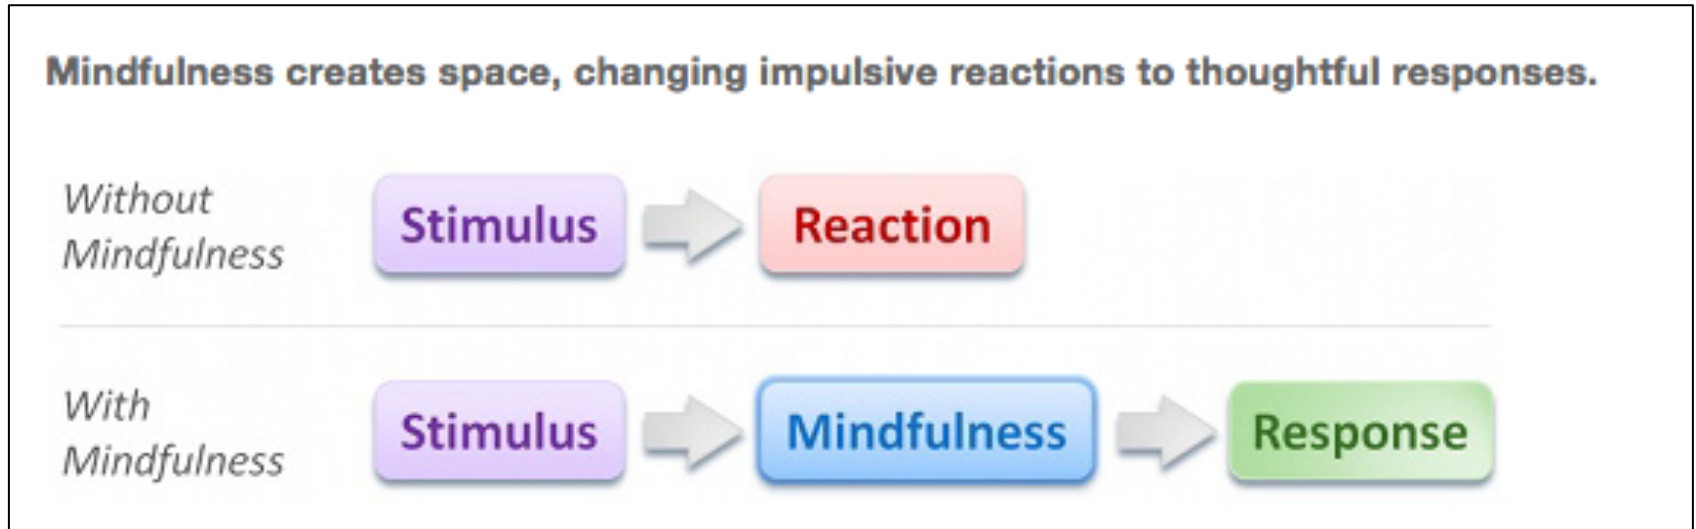 Mindfulness creates space, changing impulsive reactions to thoughtful responses.
Without
Mindfulness
Stimulus
Reaction
With
Mindfulness
Stimulus
Mindfulness
Response